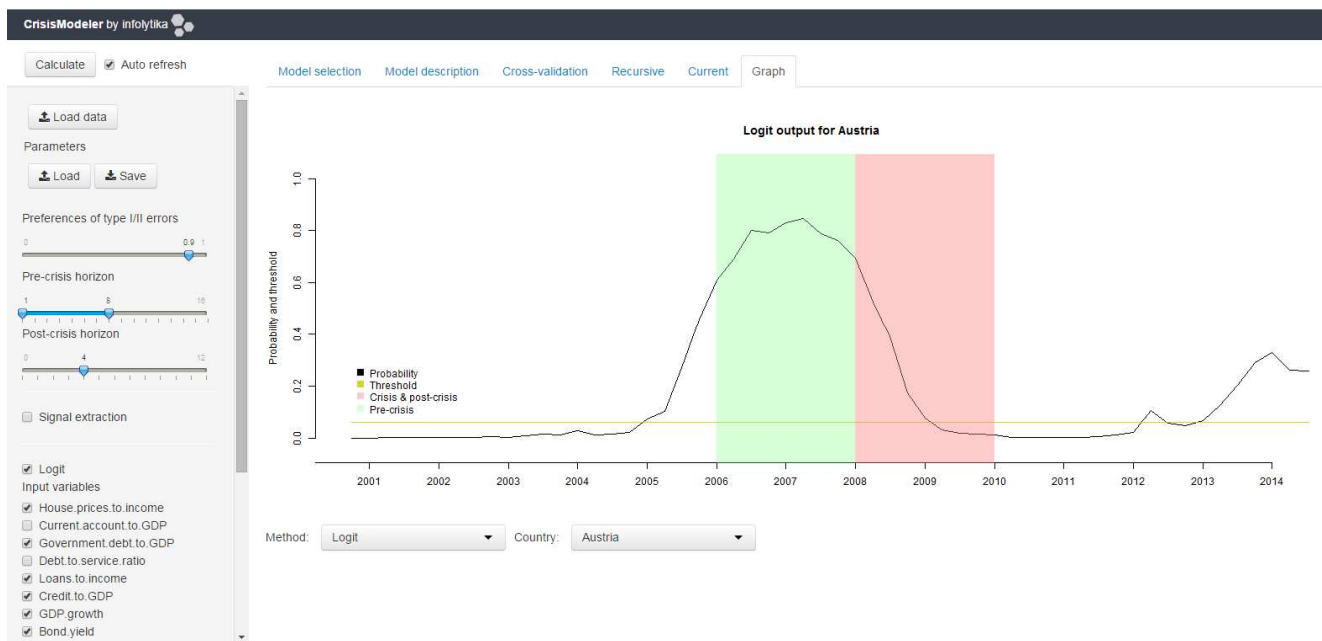 CrisisModeler by infolytika
Calculate Auto refresh
Model selection Model description Cross-validation Recursive Current Graph
Load data
Parameters
Load Save
Preferences of type I/II errors
0 0.9 1
Pre-crisis horizon
1 8 16
Post-crisis horizon
0 4 12
Signal extraction
Logit
Input variables
House.prices.to.income
Current.account.to.GDP
Government.debt.to.GDP
Debt.to.service.ratio
Loans.to.income
Credit.to.GDP
GDP.growth
Bond.yield
Logit output for Austria
Probability and threshold
1.0
0.8
0.6
0.4
0.2
0.0
Probability
Threshold
Crisis & post-crisis
Pre-crisis
2001 2002 2003 2004 2005 2006 2007 2008 2009 2010 2011 2012 2013 2014
Method: Logit Country: Austria